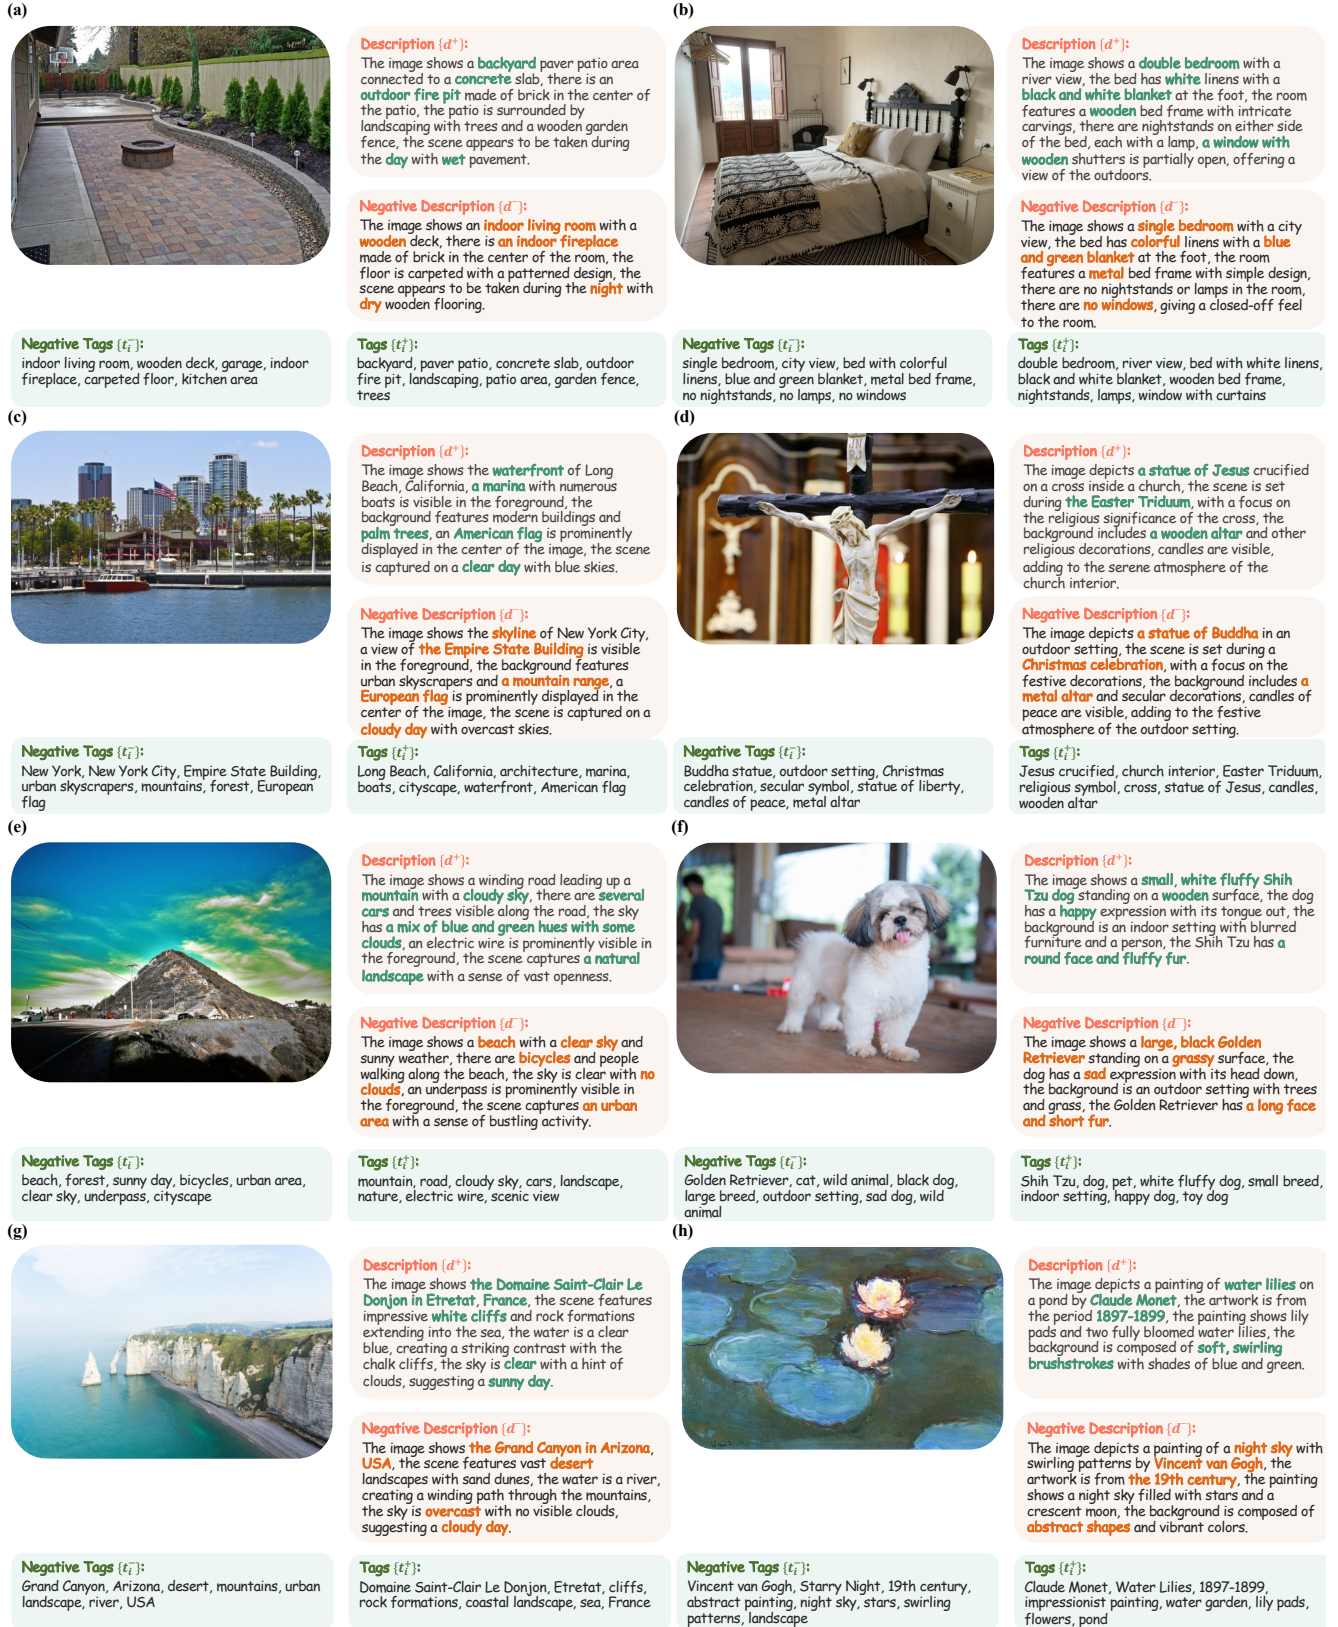 (a)
Description {d⁺}:
The image shows a backyard paver patio area
connected to a concrete slab, there is an
outdoor fire pit made of brick in the center of
the patio, the patio is surrounded by
landscaping with trees and a wooden garden
fence, the scene appears to be taken during
the day with wet pavement.
Negative Description {d⁻}:
The image shows an indoor living room with a
wooden deck, there is an indoor fireplace
made of brick in the center of the room, the
floor is carpeted with a patterned design, the
scene appears to be taken during the night with
dry wooden flooring.
Negative Tags {tᵢ⁻}:
indoor living room, wooden deck, garage, indoor
fireplace, carpeted floor, kitchen area
Tags {tᵢ⁺}:
backyard, paver patio, concrete slab, outdoor
fire pit, landscaping, patio area, garden fence,
trees
(b)
Description {d⁺}:
The image shows a double bedroom with a
river view, the bed has white linens with a
black and white blanket at the foot, the room
features a wooden bed frame with intricate
carvings, there are nightstands on either side
of the bed, each with a lamp, a window with
wooden shutters is partially open, offering a
view of the outdoors.
Negative Description {d⁻}:
The image shows a single bedroom with a city
view, the bed has colorful linens with a blue
and green blanket at the foot, the room
features a metal bed frame with simple design,
there are no nightstands or lamps in the room,
there are no windows, giving a closed-off feel
to the room.
Negative Tags {tᵢ⁻}:
single bedroom, city view, bed with colorful
linens, blue and green blanket, metal bed frame,
no nightstands, no lamps, no windows
Tags {tᵢ⁺}:
double bedroom, river view, bed with white linens,
black and white blanket, wooden bed frame,
nightstands, lamps, window with curtains
(c)
Description {d⁺}:
The image shows the waterfront of Long
Beach, California, a marina with numerous
boats is visible in the foreground, the
background features modern buildings and
palm trees, an American flag is prominently
displayed in the center of the image, the scene
is captured on a clear day with blue skies.
Negative Description {d⁻}:
The image shows the skyline of New York City,
a view of the Empire State Building is visible
in the foreground, the background features
urban skyscrapers and a mountain range, a
European flag is prominently displayed in the
center of the image, the scene is captured on a
cloudy day with overcast skies.
Negative Tags {tᵢ⁻}:
New York, New York City, Empire State Building,
urban skyscrapers, mountains, forest, European
flag
Tags {tᵢ⁺}:
Long Beach, California, architecture, marina,
boats, cityscape, waterfront, American flag
(d)
JN
RJ
Description {d⁺}:
The image depicts a statue of Jesus crucified
on a cross inside a church, the scene is set
during the Easter Triduum, with a focus on
the religious significance of the cross, the
background includes a wooden altar and other
religious decorations, candles are visible,
adding to the serene atmosphere of the
church interior.
Negative Description {d⁻}:
The image depicts a statue of Buddha in an
outdoor setting, the scene is set during a
Christmas celebration, with a focus on the
festive decorations, the background includes a
metal altar and secular decorations, candles of
peace are visible, adding to the festive
atmosphere of the outdoor setting.
Negative Tags {tᵢ⁻}:
Buddha statue, outdoor setting, Christmas
celebration, secular symbol, statue of liberty,
candles of peace, metal altar
Tags {tᵢ⁺}:
Jesus crucified, church interior, Easter Triduum,
religious symbol, cross, statue of Jesus, candles,
wooden altar
(e)
Description {d⁺}:
The image shows a winding road leading up a
mountain with a cloudy sky, there are several
cars and trees visible along the road, the sky
has a mix of blue and green hues with some
clouds, an electric wire is prominently visible in
the foreground, the scene captures a natural
landscape with a sense of vast openness.
Negative Description {d⁻}:
The image shows a beach with a clear sky and
sunny weather, there are bicycles and people
walking along the beach, the sky is clear with no
clouds, an underpass is prominently visible in
the foreground, the scene captures an urban
area with a sense of bustling activity.
Negative Tags {tᵢ⁻}:
beach, forest, sunny day, bicycles, urban area,
clear sky, underpass, cityscape
Tags {tᵢ⁺}:
mountain, road, cloudy sky, cars, landscape,
nature, electric wire, scenic view
(f)
Description {d⁺}:
The image shows a small, white fluffy Shih
Tzu dog standing on a wooden surface, the dog
has a happy expression with its tongue out, the
background is an indoor setting with blurred
furniture and a person, the Shih Tzu has a
round face and fluffy fur.
Negative Description {d⁻}:
The image shows a large, black Golden
Retriever standing on a grassy surface, the
dog has a sad expression with its head down,
the background is an outdoor setting with trees
and grass, the Golden Retriever has a long face
and short fur.
Negative Tags {tᵢ⁻}:
Golden Retriever, cat, wild animal, black dog,
large breed, outdoor setting, sad dog, wild
animal
Tags {tᵢ⁺}:
Shih Tzu, dog, pet, white fluffy dog, small breed,
indoor setting, happy dog, toy dog
(g)
Description {d⁺}:
The image shows the Domaine Saint-Clair Le
Donjon in Etretat, France, the scene features
impressive white cliffs and rock formations
extending into the sea, the water is a clear
blue, creating a striking contrast with the
chalk cliffs, the sky is clear with a hint of
clouds, suggesting a sunny day.
Negative Description {d⁻}:
The image shows the Grand Canyon in Arizona,
USA, the scene features vast desert
landscapes with sand dunes, the water is a river,
creating a winding path through the mountains,
the sky is overcast with no visible clouds,
suggesting a cloudy day.
Negative Tags {tᵢ⁻}:
Grand Canyon, Arizona, desert, mountains, urban
landscape, river, USA
Tags {tᵢ⁺}:
Domaine Saint-Clair Le Donjon, Etretat, cliffs,
rock formations, coastal landscape, sea, France
(h)
Description {d⁺}:
The image depicts a painting of water lilies on
a pond by Claude Monet, the artwork is from
the period 1897-1899, the painting shows lily
pads and two fully bloomed water lilies, the
background is composed of soft, swirling
brushstrokes with shades of blue and green.
Negative Description {d⁻}:
The image depicts a painting of a night sky with
swirling patterns by Vincent van Gogh, the
artwork is from the 19th century, the painting
shows a night sky filled with stars and a
crescent moon, the background is composed of
abstract shapes and vibrant colors.
Negative Tags {tᵢ⁻}:
Vincent van Gogh, Starry Night, 19th century,
abstract painting, night sky, stars, swirling
patterns, landscape
Tags {tᵢ⁺}:
Claude Monet, Water Lilies, 1897-1899,
impressionist painting, water garden, lily pads,
flowers, pond